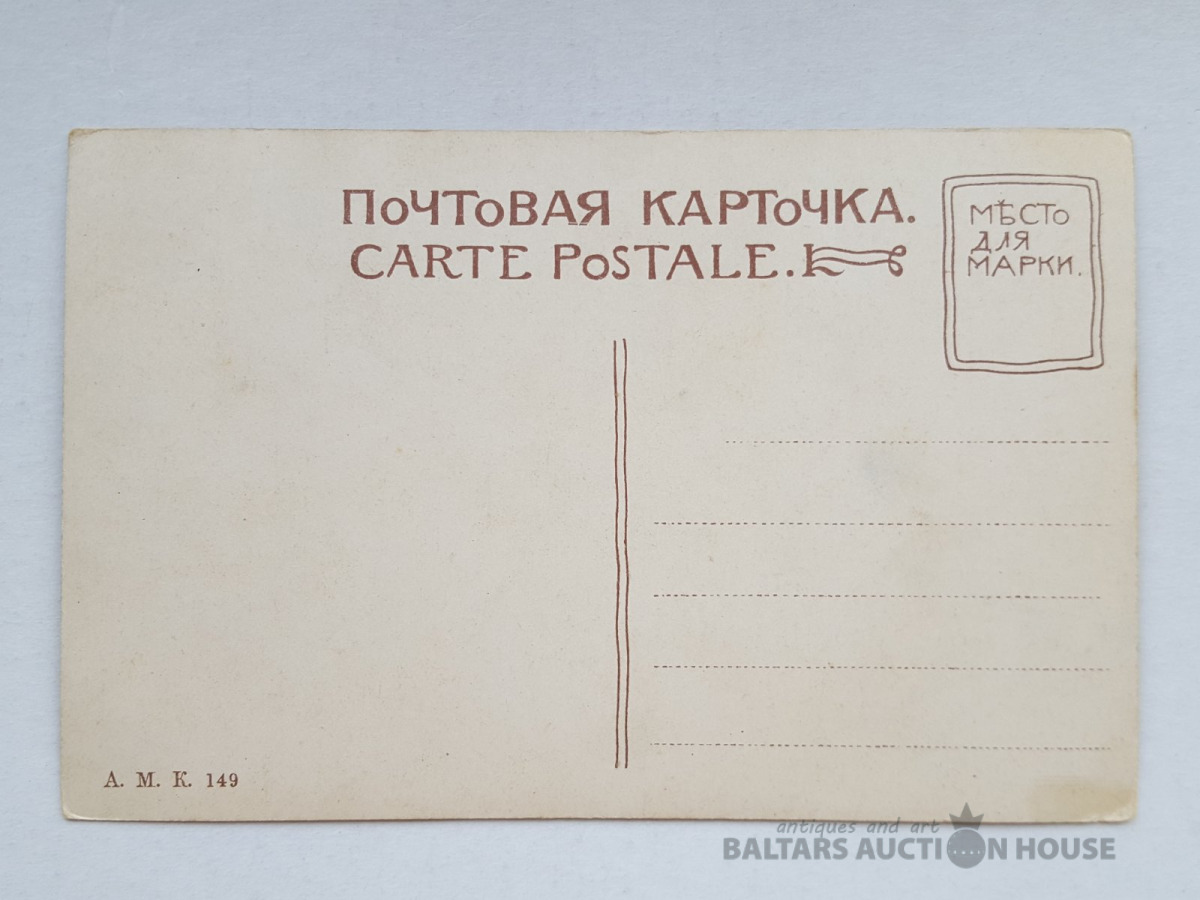 ПОЧТОВАЯ КАРТОЧКА.
CARTE POSTALE.
МѢСТО
ДЛЯ
МАРКИ.
А. М. К. 149
antiques and art
BALTARS AUCTION HOUSE